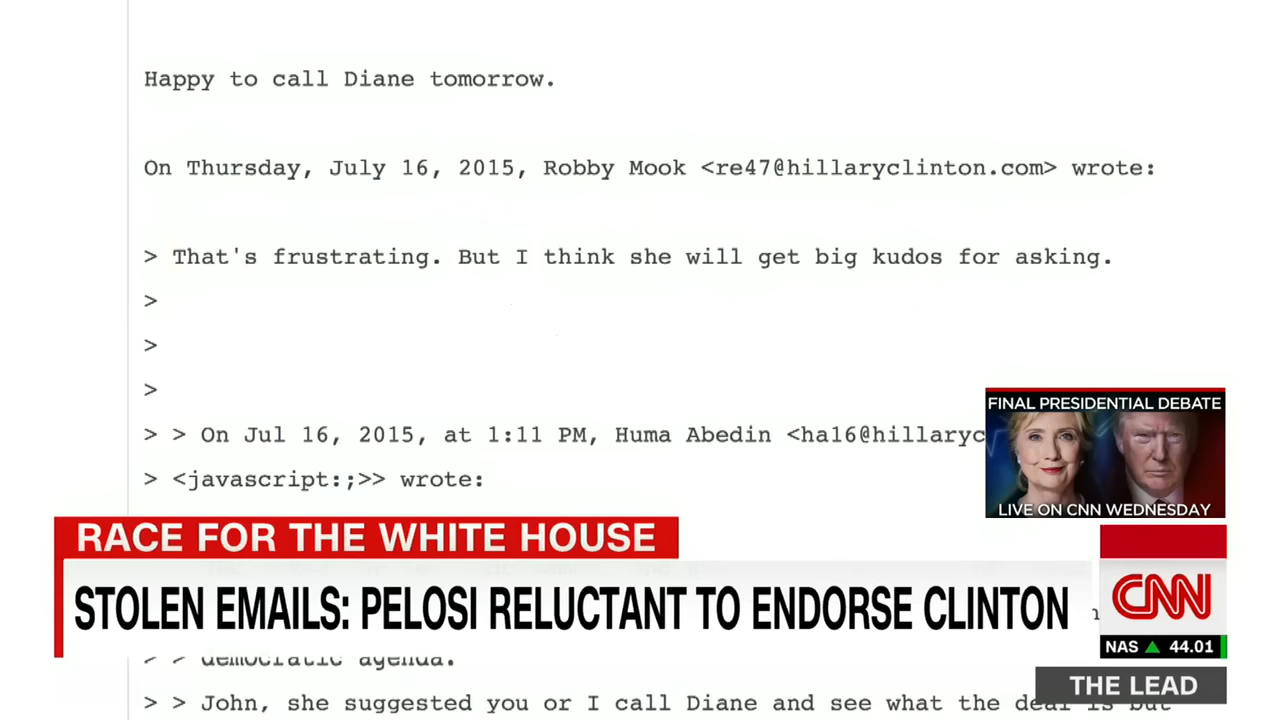 Happy to call Diane tomorrow.
On Thursday, July 16, 2015, Robby Mook <re47@hillaryclinton.com> wrote:
> That's frustrating. But I think she will get big kudos for asking.
>
>
>
> > On Jul 16, 2015, at 1:11 PM, Huma Abedin <ha16@hillaryc
> <javascript:;>> wrote:
FINAL PRESIDENTIAL DEBATE
LIVE ON CNN WEDNESDAY
RACE FOR THE WHITE HOUSE
STOLEN EMAILS: PELOSI RELUCTANT TO ENDORSE CLINTON
CNN
NAS ▲ 44.01
> > democratic agenda.
> > John, she suggested you or I call Diane and see what the deal is but
THE LEAD